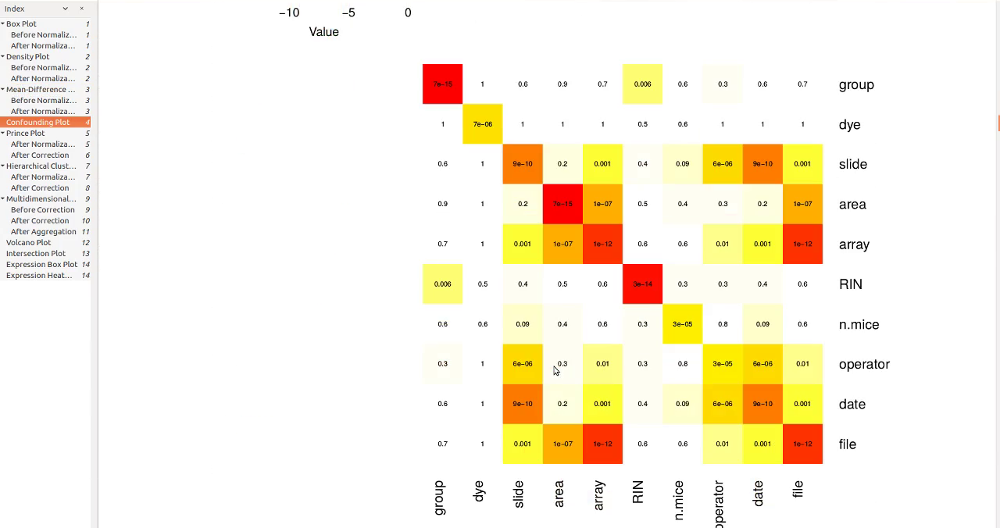 Index
Box Plot 1
Before Normaliz... 1
After Normaliza... 1
Density Plot 2
Before Normaliz... 2
After Normaliza... 2
Mean-Difference ... 3
Before Normaliz... 3
After Normaliza... 3
Confounding Plot 4
Prince Plot 5
After Normaliza... 5
After Correction 6
Hierarchical Clust... 7
After Normaliza... 7
After Correction 8
Multidimensional... 9
Before Correction 9
After Correction 10
After Aggregation 11
Volcano Plot 12
Intersection Plot 13
Expression Box Plot 14
Expression Heat... 14
−10 −5 0
Value
7e−15 1 0.6 0.9 0.7 0.006 0.6 0.3 0.6 0.7 group
1 7e−06 1 1 1 0.5 0.6 1 1 1 dye
0.6 1 9e−10 0.2 0.001 0.4 0.09 6e−06 9e−10 0.001 slide
0.9 1 0.2 7e−15 1e−07 0.5 0.4 0.3 0.2 1e−07 area
0.7 1 0.001 1e−07 1e−12 0.6 0.6 0.01 0.001 1e−12 array
0.006 0.5 0.4 0.5 0.6 3e−14 0.3 0.3 0.4 0.6 RIN
0.6 0.6 0.09 0.4 0.6 0.3 3e−05 0.8 0.09 0.6 n.mice
0.3 1 6e−06 0.3 0.01 0.3 0.8 3e−05 6e−06 0.01 operator
0.6 1 9e−10 0.2 0.001 0.4 0.09 6e−06 9e−10 0.001 date
0.7 1 0.001 1e−07 1e−12 0.6 0.6 0.01 0.001 1e−12 file
group dye slide area array RIN n.mice operator date file